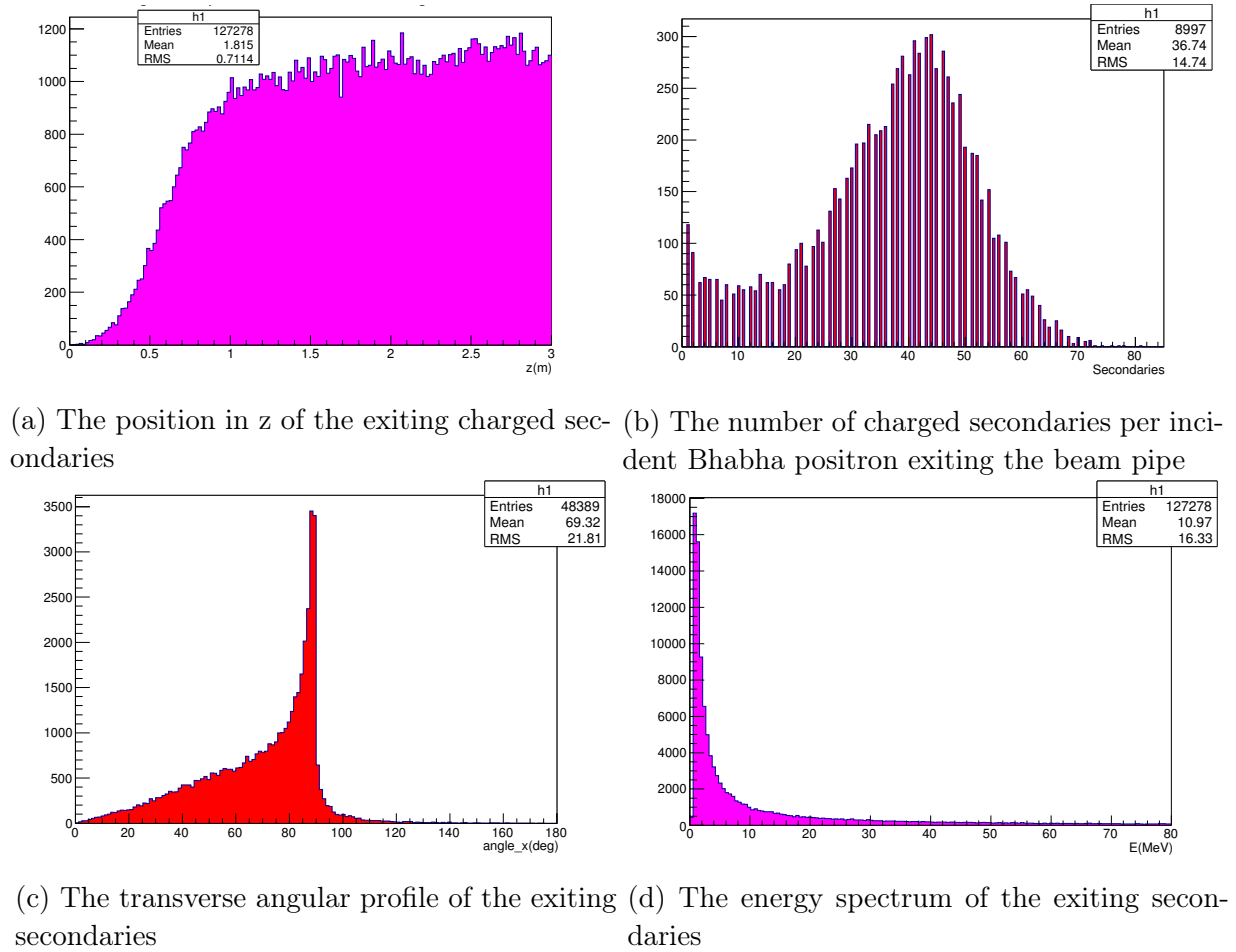 h1
Entries 127278
Mean 1.815
RMS 0.7114
1200
1000
800
600
400
200
0
0 0.5 1 1.5 2 2.5 3
z(m)
h1
Entries 8997
Mean 36.74
RMS 14.74
300
250
200
150
100
50
0
0 10 20 30 40 50 60 70 80
Secondaries
(a) The position in z of the exiting charged sec-
ondaries
(b) The number of charged secondaries per inci-
dent Bhabha positron exiting the beam pipe
h1
Entries 48389
Mean 69.32
RMS 21.81
3500
3000
2500
2000
1500
1000
500
0
0 20 40 60 80 100 120 140 160 180
angle_x(deg)
h1
Entries 127278
Mean 10.97
RMS 16.33
18000
16000
14000
12000
10000
8000
6000
4000
2000
0
0 10 20 30 40 50 60 70 80
E(MeV)
(c) The transverse angular profile of the exiting
secondaries
(d) The energy spectrum of the exiting secon-
daries